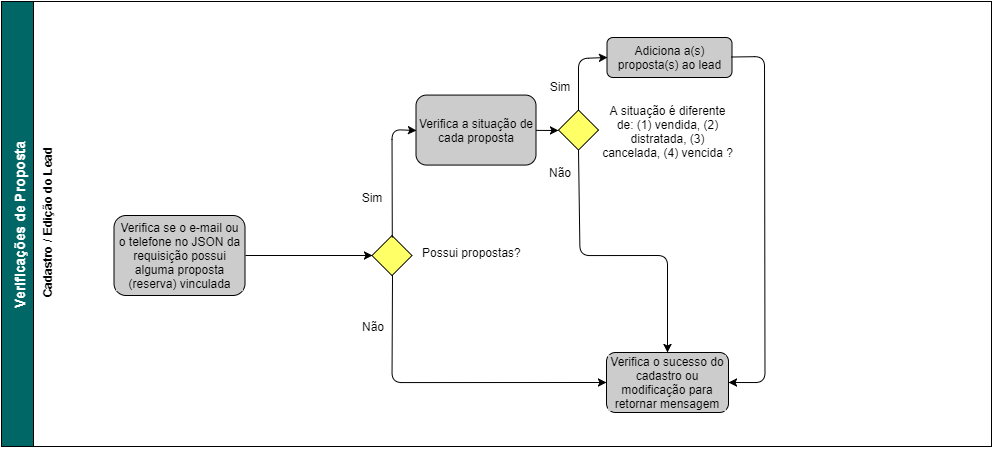 Verificações de Proposta
Cadastro / Edição do Lead
Verifica se o e-mail ou
o telefone no JSON da
requisição possui
alguma proposta
(reserva) vinculada
Possui propostas?
Sim
Não
Verifica a situação de
cada proposta
Sim
Não
A situação é diferente
de: (1) vendida, (2)
distratada, (3)
cancelada, (4) vencida ?
Adiciona a(s)
proposta(s) ao lead
Verifica o sucesso do
cadastro ou
modificação para
retornar mensagem